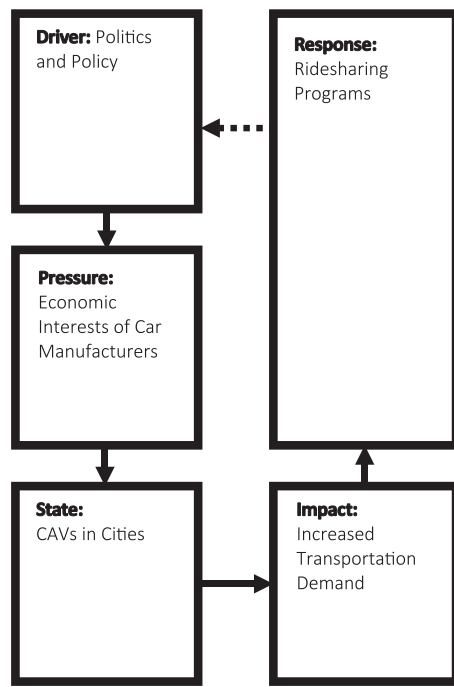 Driver: Politics
and Policy
Response:
Ridesharing
Programs
Pressure:
Economic
Interests of Car
Manufacturers
State:
CAVs in Cities
Impact:
Increased
Transportation
Demand